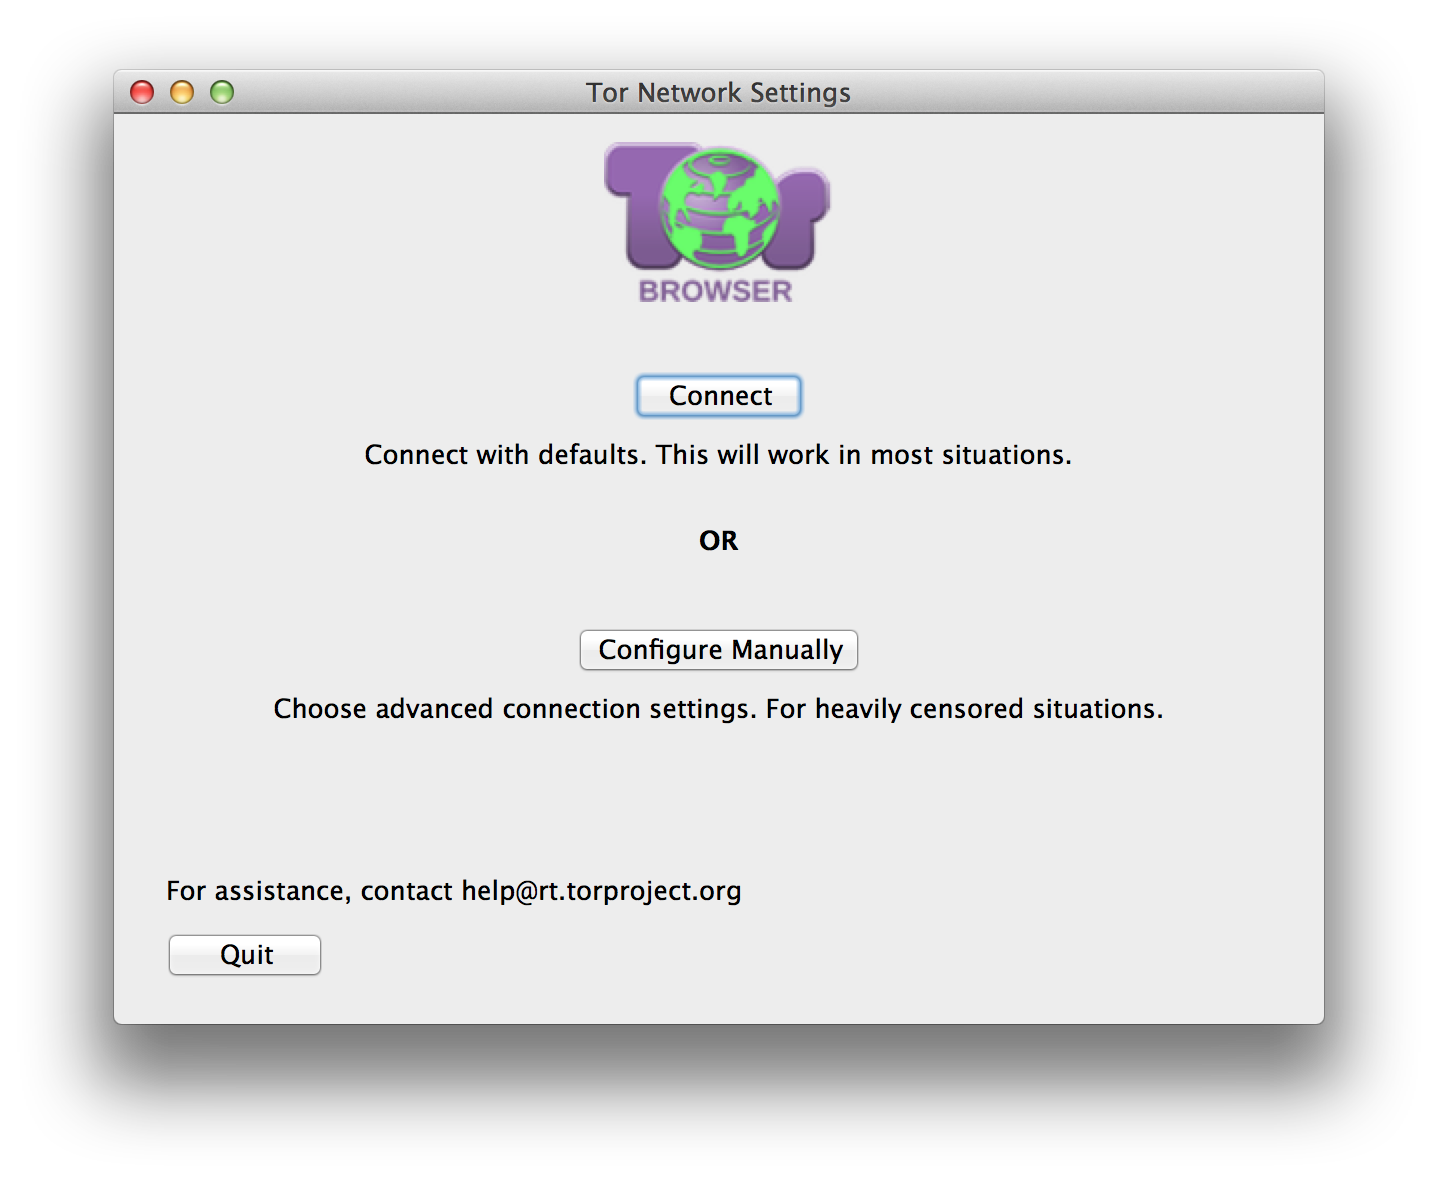 Tor Network Settings
Tor
BROWSER
Connect
Connect with defaults. This will work in most situations.
OR
Configure Manually
Choose advanced connection settings. For heavily censored situations.
For assistance, contact help@rt.torproject.org
Quit